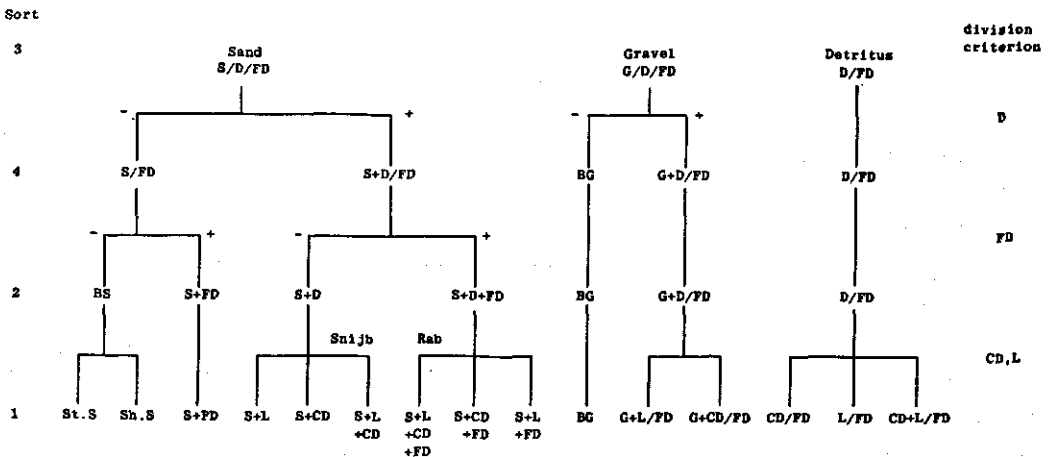 Sort
division
criterion
3 Sand Gravel Detritus
S/D/FD G/D/FD D/FD
- + - + D
4 S/FD S+D/FD BG G+D/FD D/FD
- + - + FD
2 BS S+FD S+D S+D+FD BG G+D/FD D/FD
Snijb Rab CD,L
1 St.S Sh.S S+FD S+L S+CD S+L S+L S+CD S+L BG G+L/FD G+CD/FD CD/FD L/FD CD+L/FD
+CD +CD +FD +FD
+FD